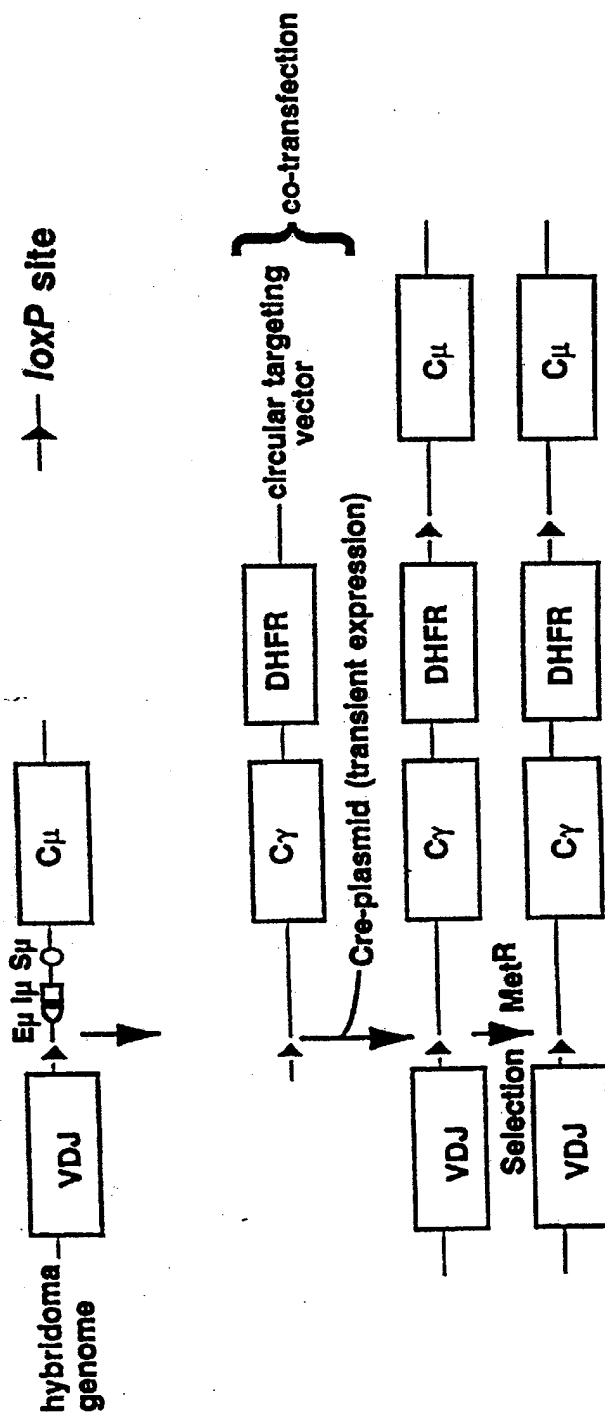 loxP site
Eμ Iμ Sμ
hybridoma
genome
VDJ
Cμ
Cγ
DHFR
circular targeting
vector
co-transfection
Cre-plasmid (transient expression)
VDJ
Cγ
DHFR
Cμ
Selection
MetR
VDJ
Cγ
DHFR
Cμ